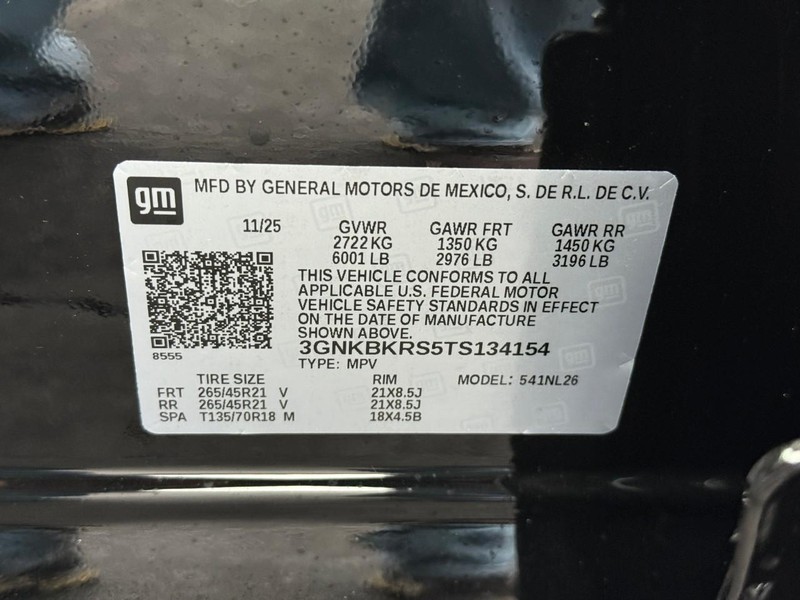 gm
MFD BY GENERAL MOTORS DE MEXICO, S. DE R.L. DE C.V.
11/25 GVWR GAWR FRT GAWR RR
2722 KG 1350 KG 1450 KG
6001 LB 2976 LB 3196 LB
THIS VEHICLE CONFORMS TO ALL
APPLICABLE U.S. FEDERAL MOTOR
VEHICLE SAFETY STANDARDS IN EFFECT
ON THE DATE OF MANUFACTURE
SHOWN ABOVE.
8555
3GNKBKRS5TS134154
TYPE: MPV
TIRE SIZE RIM MODEL: 541NL26
FRT 265/45R21 V 21X8.5J
RR 265/45R21 V 21X8.5J
SPA T135/70R18 M 18X4.5B